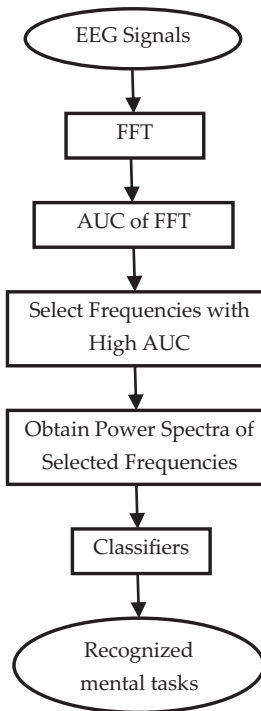 EEG Signals
FFT
AUC of FFT
Select Frequencies with
High AUC
Obtain Power Spectra of
Selected Frequencies
Classifiers
Recognized
mental tasks